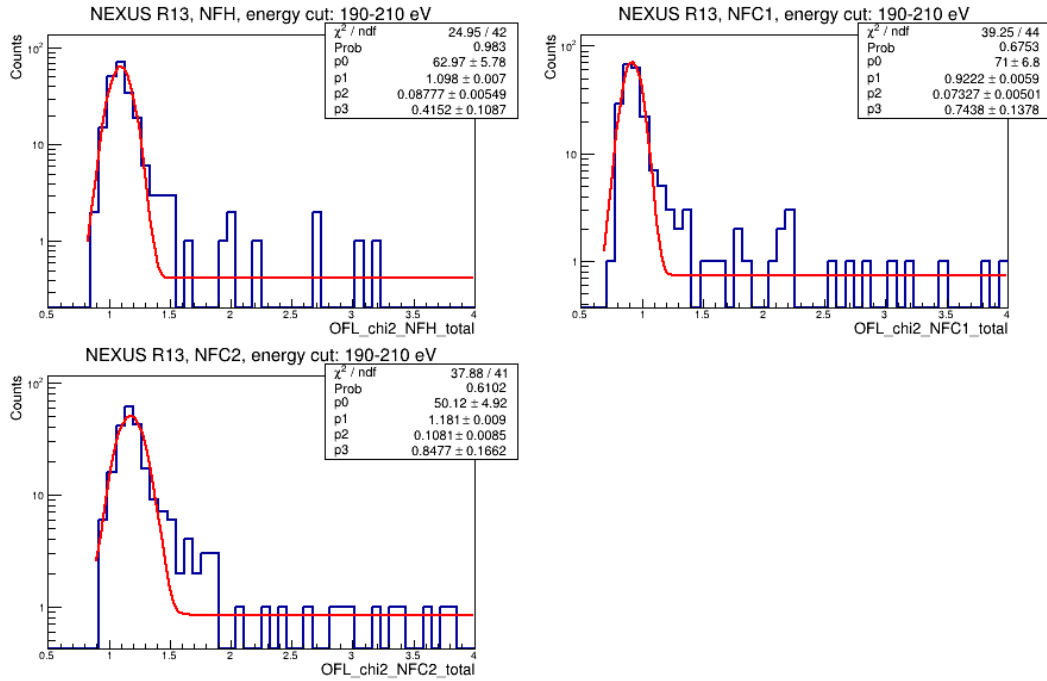 NEXUS R13, NFH, energy cut: 190-210 eV
χ² / ndf 24.95 / 42
Prob 0.983
p0 62.97 ± 5.78
p1 1.098 ± 0.007
p2 0.08777 ± 0.00549
p3 0.4152 ± 0.1087
Counts
10²
10
1
0.5 1 1.5 2 2.5 3 3.5 4
OFL_chi2_NFH_total
NEXUS R13, NFC1, energy cut: 190-210 eV
χ² / ndf 39.25 / 44
Prob 0.6753
p0 71 ± 6.8
p1 0.9222 ± 0.0059
p2 0.07327 ± 0.00501
p3 0.7438 ± 0.1378
Counts
10²
10
1
0.5 1 1.5 2 2.5 3 3.5 4
OFL_chi2_NFC1_total
NEXUS R13, NFC2, energy cut: 190-210 eV
χ² / ndf 37.88 / 41
Prob 0.6102
p0 50.12 ± 4.92
p1 1.181 ± 0.009
p2 0.1081 ± 0.0085
p3 0.8477 ± 0.1662
Counts
10²
10
1
0.5 1 1.5 2 2.5 3 3.5 4
OFL_chi2_NFC2_total